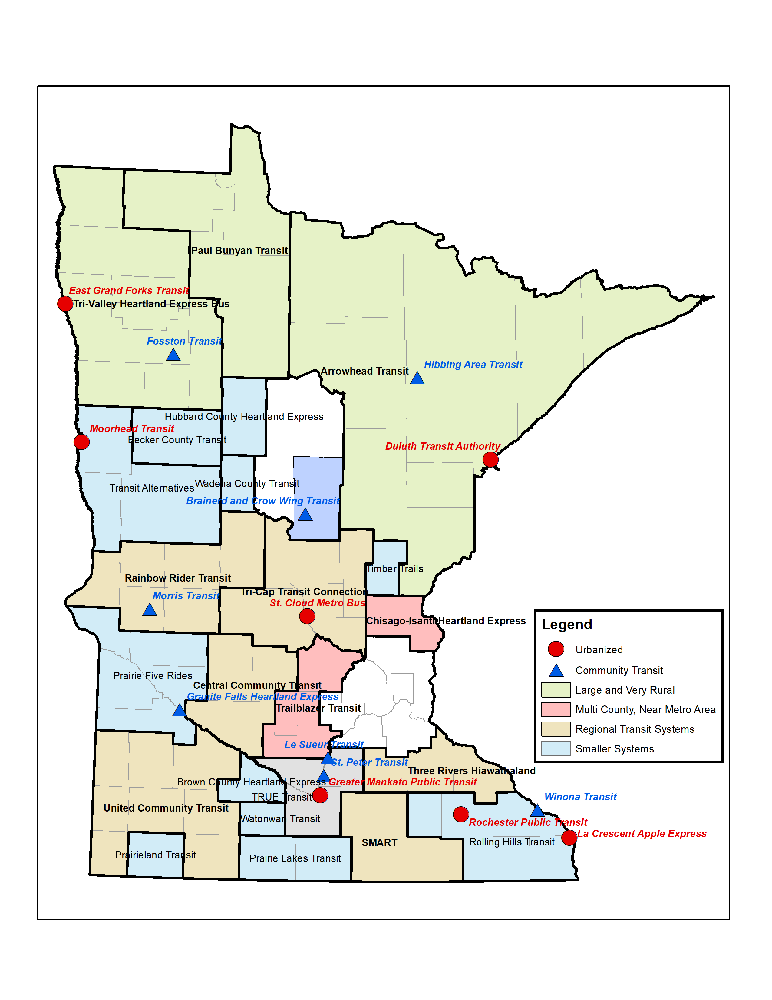 Paul Bunyan Transit
East Grand Forks Transit
Tri-Valley Heartland Express Bus
Fosston Transit
Hibbing Area Transit
Arrowhead Transit
Hubbard County Heartland Express
Moorhead Transit
Becker County Transit
Duluth Transit Authority
Wadena County Transit
Transit Alternatives
Brainerd and Crow Wing Transit
Timber Trails
Rainbow Rider Transit
Tri-Cap Transit Connection
Morris Transit
St. Cloud Metro Bus
Chisago-Isanti Heartland Express
Legend
Urbanized
Community Transit
Large and Very Rural
Multi County, Near Metro Area
Regional Transit Systems
Smaller Systems
Prairie Five Rides
Central Community Transit
Granite Falls Heartland Express
Trailblazer Transit
Le Sueur Transit
St. Peter Transit
Three Rivers Hiawathaland
Brown County Heartland Express
Greater Mankato Public Transit
TRUE Transit
Winona Transit
United Community Transit
Watonwan Transit
Rochester Public Transit
La Crescent Apple Express
SMART
Rolling Hills Transit
Prairieland Transit
Prairie Lakes Transit